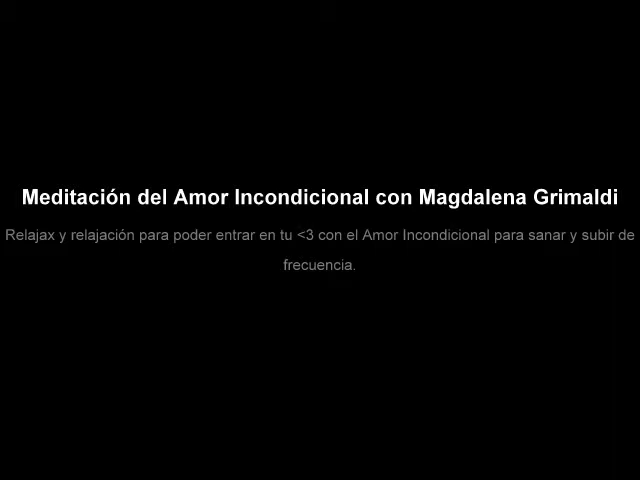 Meditación del Amor Incondicional con Magdalena Grimaldi
Relajax y relajación para poder entrar en tu <3 con el Amor Incondicional para sanar y subir de
frecuencia.